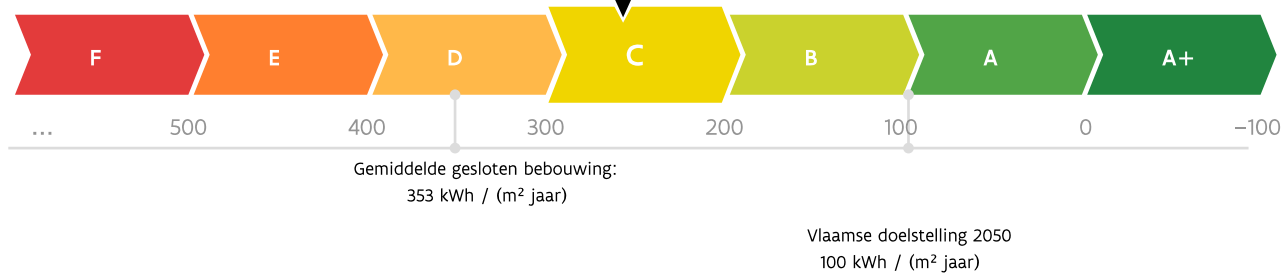 F E D C B A A+
... 500 400 300 200 100 0 −100
Gemiddelde gesloten bebouwing:
353 kWh / (m² jaar)
Vlaamse doelstelling 2050
100 kWh / (m² jaar)